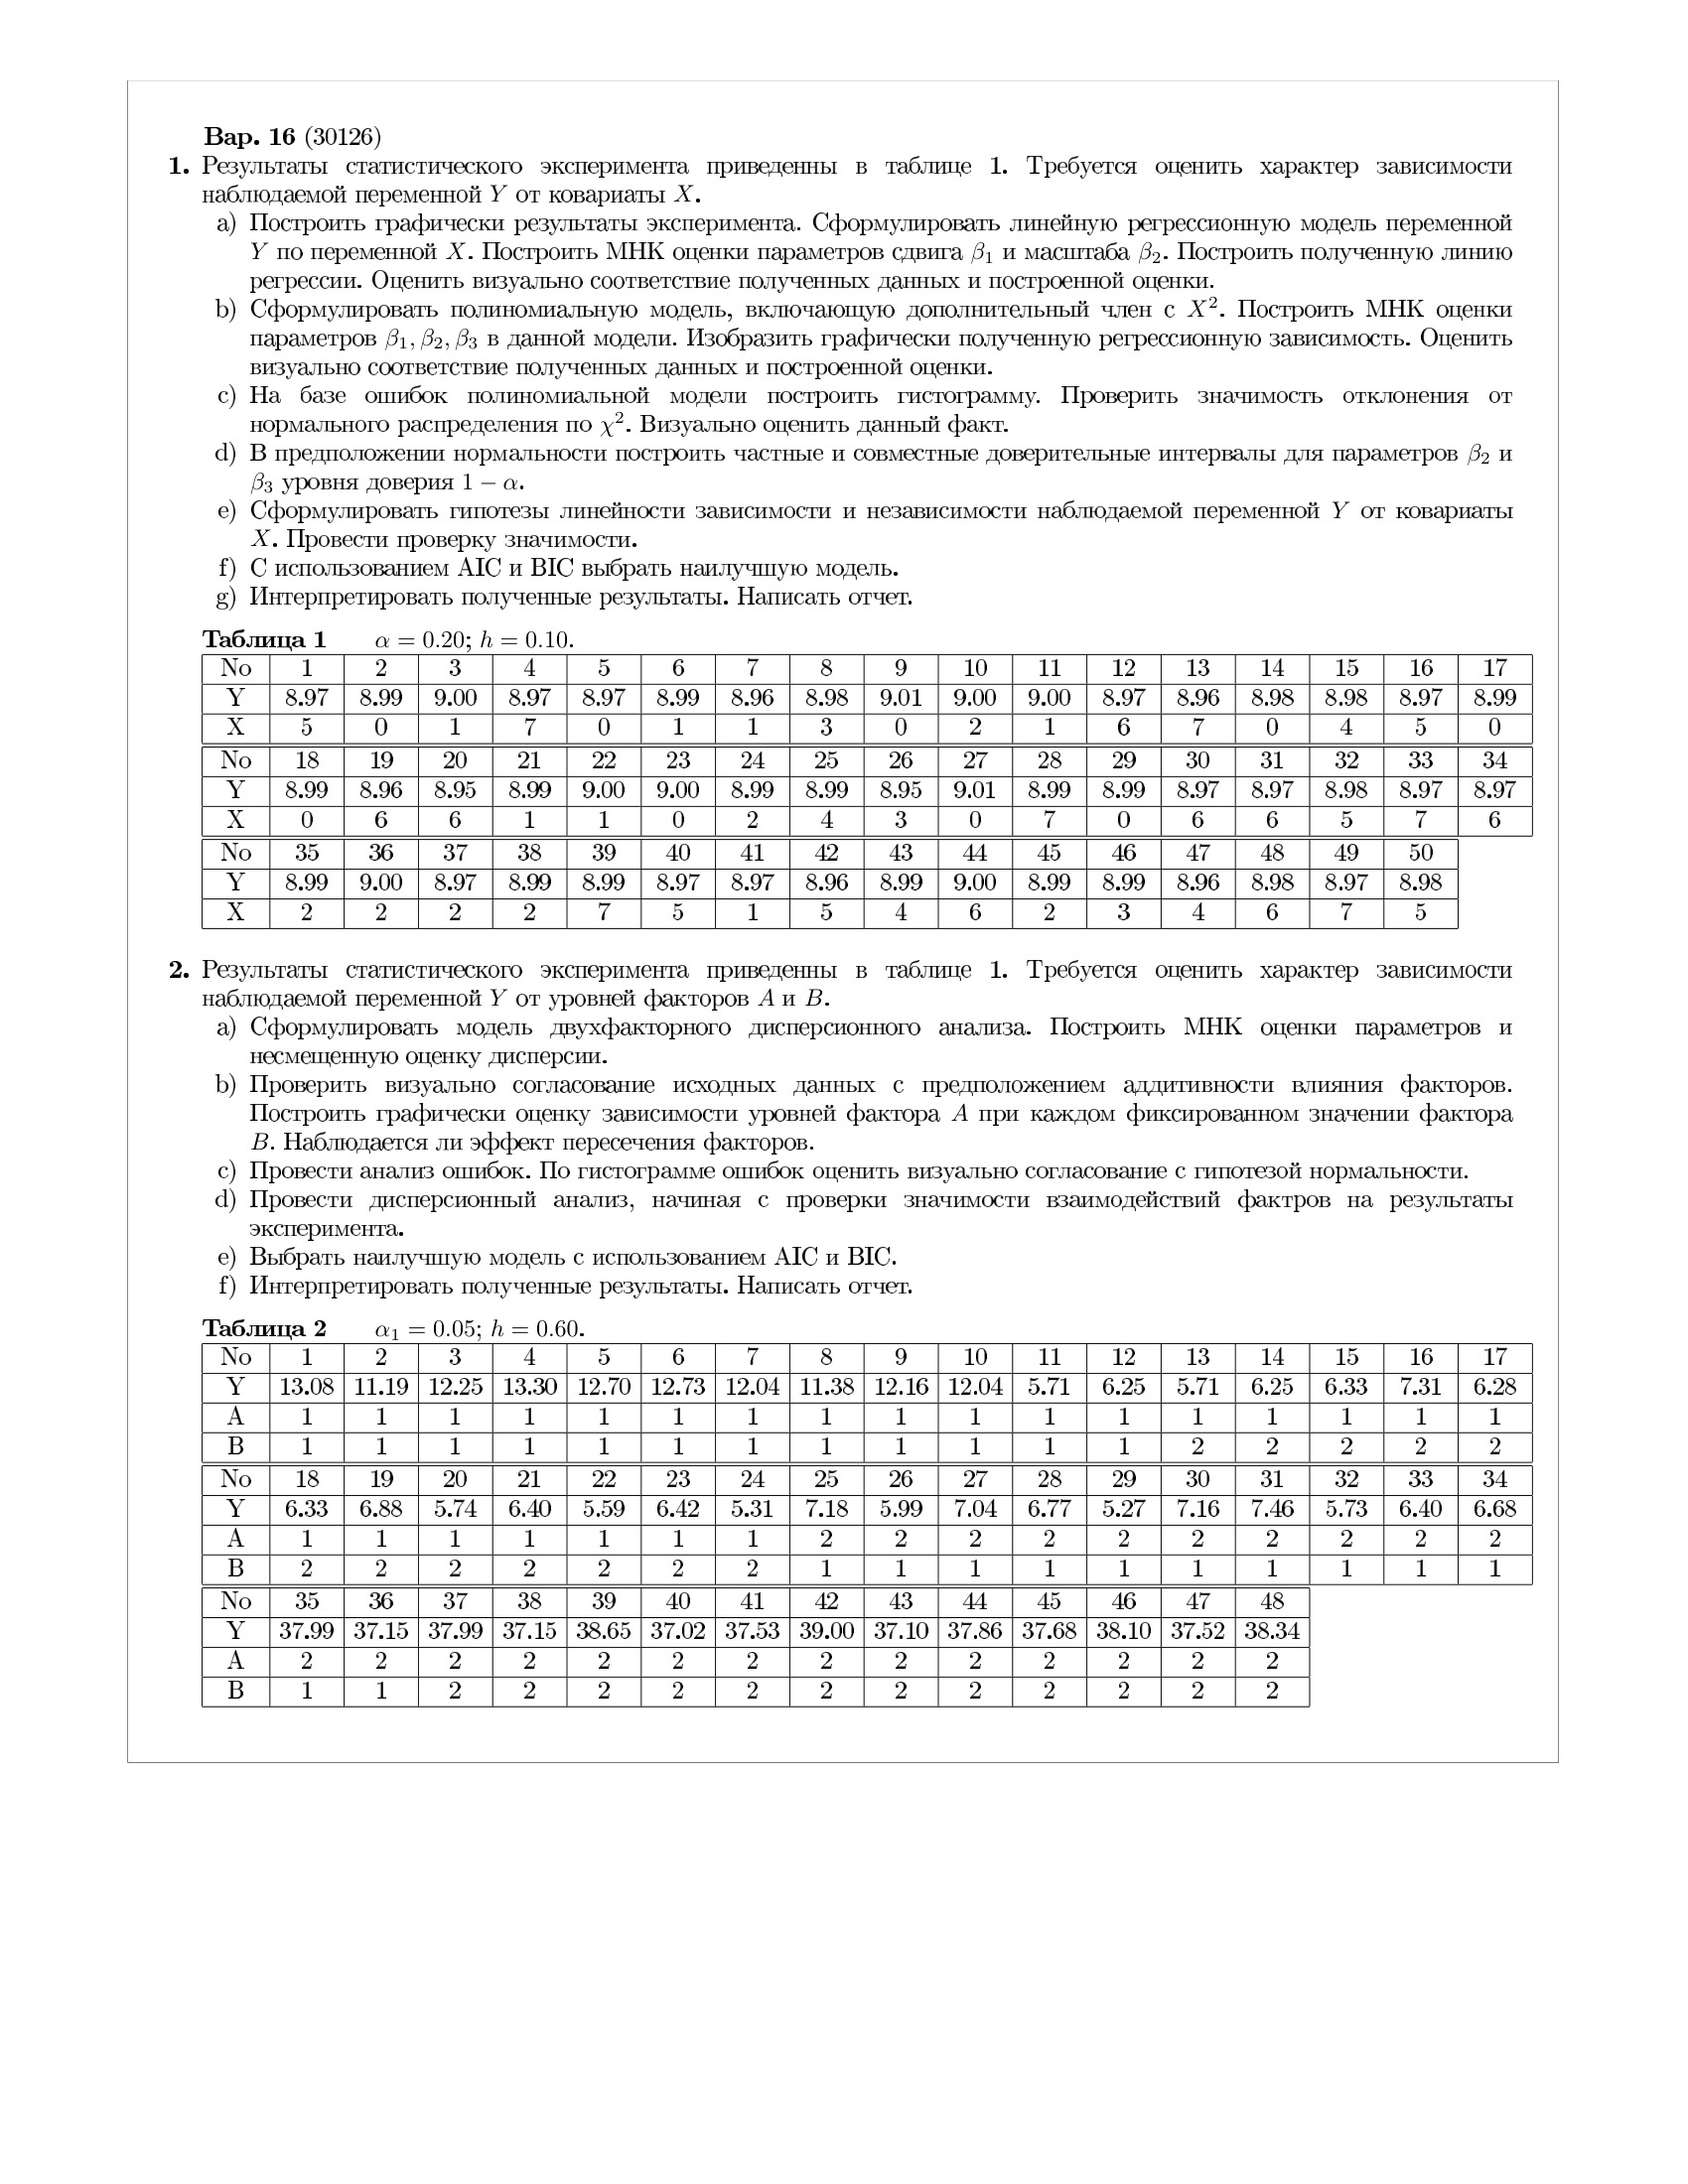 Вар. 16 (30126)
1. Результаты статистического эксперимента приведенны в таблице 1. Требуется оценить характер зависимости
наблюдаемой переменной Y от ковариаты X.
a) Построить графически результаты эксперимента. Сформулировать линейную регрессионную модель переменной
Y по переменной X. Построить МНК оценки параметров сдвига β₁ и масштаба β₂. Построить полученную линию
регрессии. Оценить визуально соответствие полученных данных и построенной оценки.
b) Сформулировать полиномиальную модель, включающую дополнительный член с X². Построить МНК оценки
параметров β₁, β₂, β₃ в данной модели. Изобразить графически полученную регрессионную зависимость. Оценить
визуально соответствие полученных данных и построенной оценки.
c) На базе ошибок полиномиальной модели построить гистограмму. Проверить значимость отклонения от
нормального распределения по χ². Визуально оценить данный факт.
d) В предположении нормальности построить частные и совместные доверительные интервалы для параметров β₂ и
β₃ уровня доверия 1 − α.
e) Сформулировать гипотезы линейности зависимости и независимости наблюдаемой переменной Y от ковариаты
X. Провести проверку значимости.
f) С использованием AIC и BIC выбрать наилучшую модель.
g) Интерпретировать полученные результаты. Написать отчет.
Таблица 1 α = 0.20; h = 0.10.
No 1 2 3 4 5 6 7 8 9 10 11 12 13 14 15 16 17
Y 8.97 8.99 9.00 8.97 8.97 8.99 8.96 8.98 9.01 9.00 9.00 8.97 8.96 8.98 8.98 8.97 8.99
X 5 0 1 7 0 1 1 3 0 2 1 6 7 0 4 5 0
No 18 19 20 21 22 23 24 25 26 27 28 29 30 31 32 33 34
Y 8.99 8.96 8.95 8.99 9.00 9.00 8.99 8.99 8.95 9.01 8.99 8.99 8.97 8.97 8.98 8.97 8.97
X 0 6 6 1 1 0 2 4 3 0 7 0 6 6 5 7 6
No 35 36 37 38 39 40 41 42 43 44 45 46 47 48 49 50
Y 8.99 9.00 8.97 8.99 8.99 8.97 8.97 8.96 8.99 9.00 8.99 8.99 8.96 8.98 8.97 8.98
X 2 2 2 2 7 5 1 5 4 6 2 3 4 6 7 5
2. Результаты статистического эксперимента приведенны в таблице 1. Требуется оценить характер зависимости
наблюдаемой переменной Y от уровней факторов A и B.
a) Сформулировать модель двухфакторного дисперсионного анализа. Построить МНК оценки параметров и
несмещенную оценку дисперсии.
b) Проверить визуально согласование исходных данных с предположением аддитивности влияния факторов.
Построить графически оценку зависимости уровней фактора A при каждом фиксированном значении фактора
B. Наблюдается ли эффект пересечения факторов.
c) Провести анализ ошибок. По гистограмме ошибок оценить визуально согласование с гипотезой нормальности.
d) Провести дисперсионный анализ, начиная с проверки значимости взаимодействий фактров на результаты
эксперимента.
e) Выбрать наилучшую модель с использованием AIC и BIC.
f) Интерпретировать полученные результаты. Написать отчет.
Таблица 2 α₁ = 0.05; h = 0.60.
No 1 2 3 4 5 6 7 8 9 10 11 12 13 14 15 16 17
Y 13.08 11.19 12.25 13.30 12.70 12.73 12.04 11.38 12.16 12.04 5.71 6.25 5.71 6.25 6.33 7.31 6.28
A 1 1 1 1 1 1 1 1 1 1 1 1 1 1 1 1 1
B 1 1 1 1 1 1 1 1 1 1 1 1 2 2 2 2 2
No 18 19 20 21 22 23 24 25 26 27 28 29 30 31 32 33 34
Y 6.33 6.88 5.74 6.40 5.59 6.42 5.31 7.18 5.99 7.04 6.77 5.27 7.16 7.46 5.73 6.40 6.68
A 1 1 1 1 1 1 1 2 2 2 2 2 2 2 2 2 2
B 2 2 2 2 2 2 2 1 1 1 1 1 1 1 1 1 1
No 35 36 37 38 39 40 41 42 43 44 45 46 47 48
Y 37.99 37.15 37.99 37.15 38.65 37.02 37.53 39.00 37.10 37.86 37.68 38.10 37.52 38.34
A 2 2 2 2 2 2 2 2 2 2 2 2 2 2
B 1 1 2 2 2 2 2 2 2 2 2 2 2 2